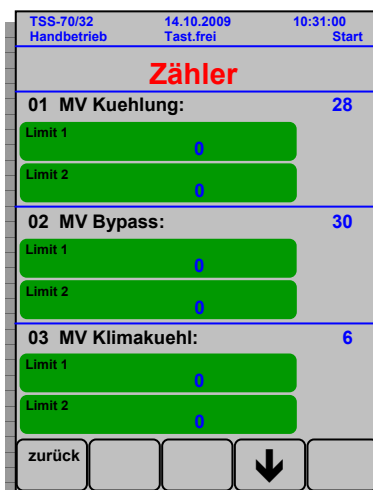 TSS-70/32 14.10.2009 10:31:00
Handbetrieb Tast.frei Start
Zähler
01 MV Kuehlung: 28
Limit 1
0
Limit 2
0
02 MV Bypass: 30
Limit 1
0
Limit 2
0
03 MV Klimakuehl: 6
Limit 1
0
Limit 2
0
zurück